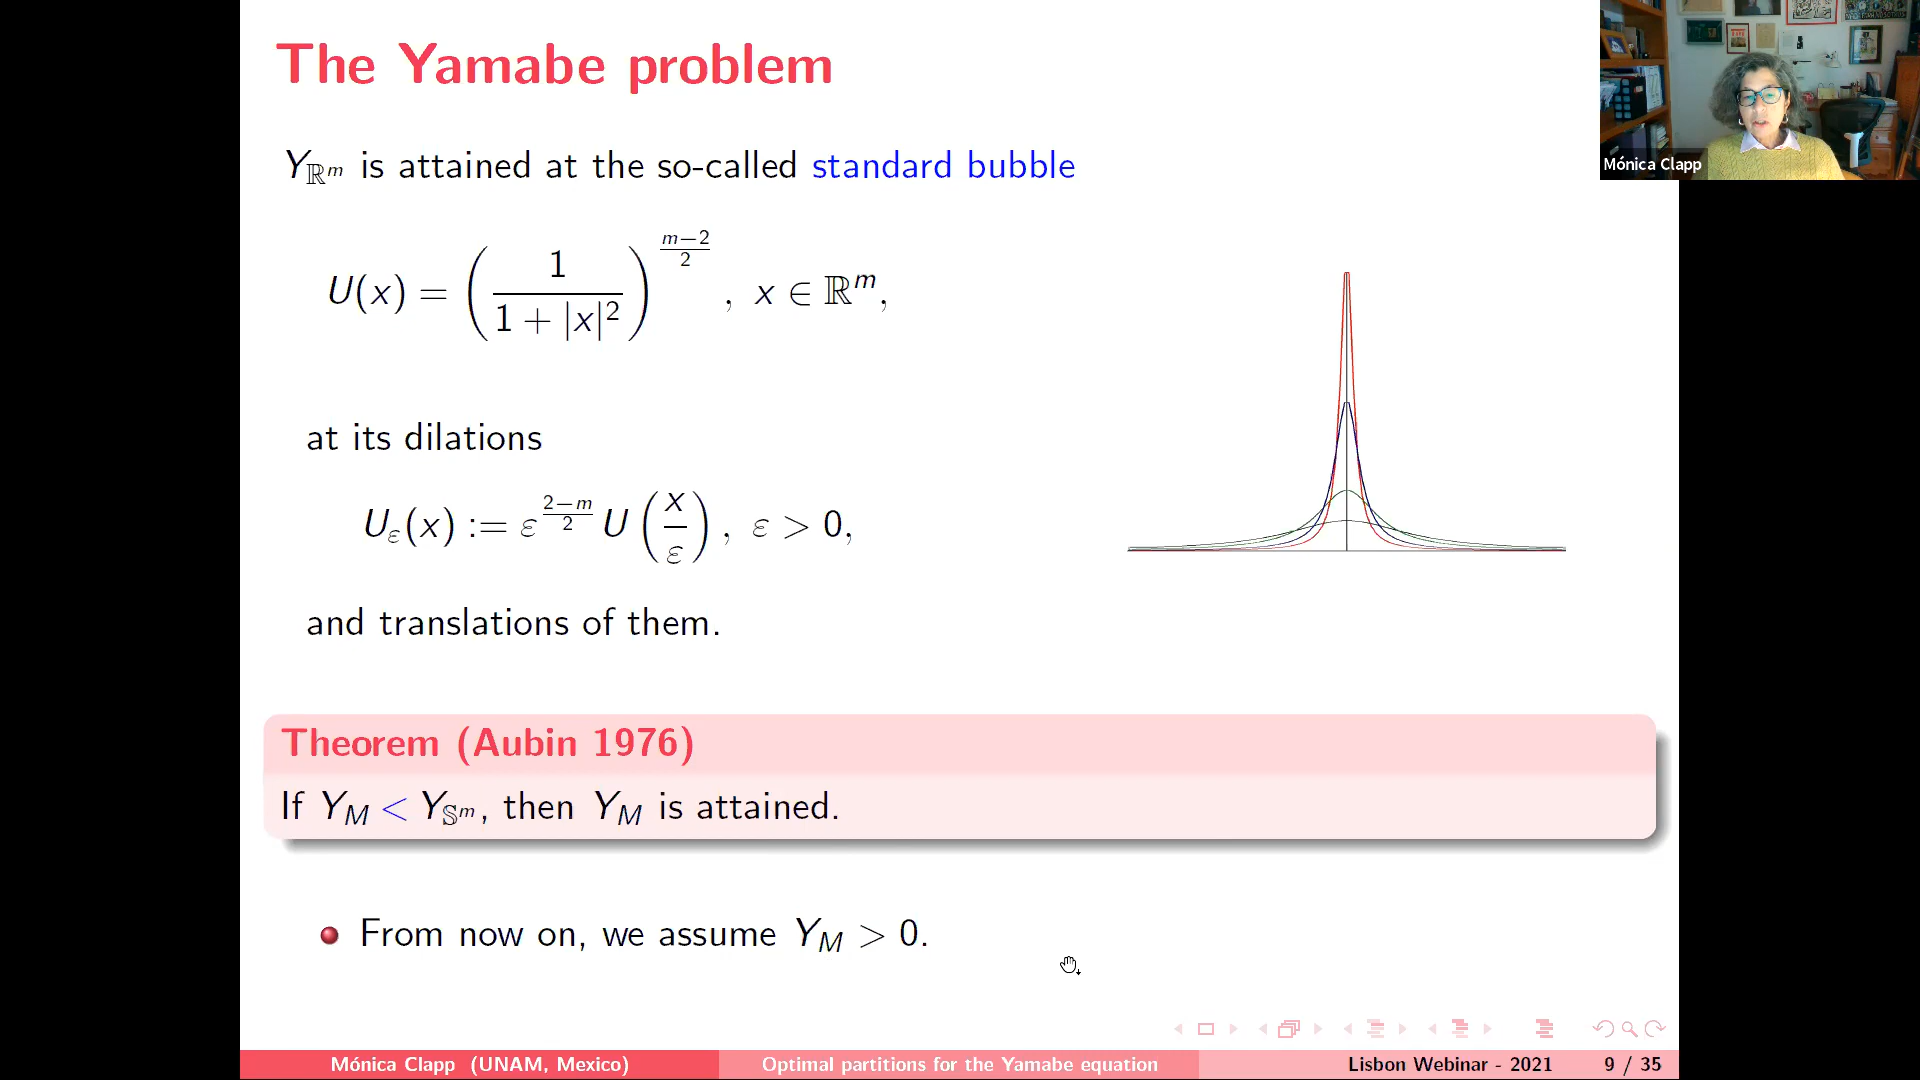 The Yamabe problem
Y_{ℝ^m} is attained at the so-called standard bubble
U(x) = (1 / (1 + |x|²))^{(m−2)/2}, x ∈ ℝ^m,
at its dilations
U_ε(x) := ε^{(2−m)/2} U(x/ε), ε > 0,
and translations of them.
Theorem (Aubin 1976)
If Y_M < Y_{𝕊^m}, then Y_M is attained.
From now on, we assume Y_M > 0.
Mónica Clapp (UNAM, Mexico) Optimal partitions for the Yamabe equation Lisbon Webinar - 2021 9 / 35
Mónica Clapp